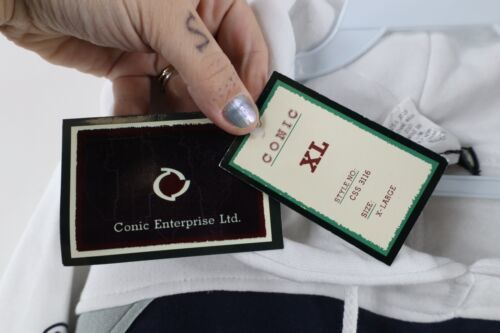 S
Conic Enterprise Ltd.
CONIC
XL
STYLE NO:
CSS 3116
SIZE:
X-LARGE